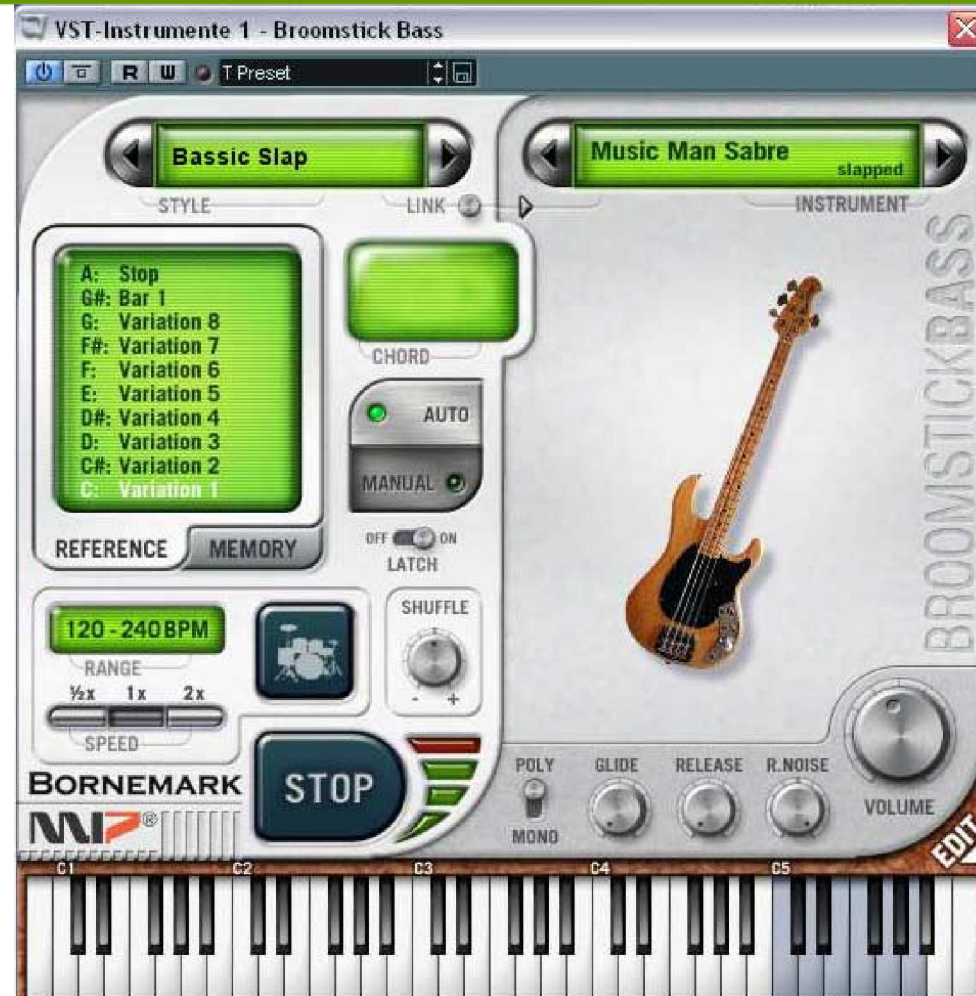 VST-Instrumente 1 - Broomstick Bass
R W T Preset
Bassic Slap
STYLE
LINK
Music Man Sabre
slapped
INSTRUMENT
A: Stop
G#: Bar 1
G: Variation 8
F#: Variation 7
F: Variation 6
E: Variation 5
D#: Variation 4
D: Variation 3
C#: Variation 2
C: Variation 1
REFERENCE
MEMORY
CHORD
AUTO
MANUAL
OFF ON
LATCH
BROOMSTICKBASS
120 - 240 BPM
RANGE
½x 1x 2x
SPEED
SHUFFLE
- +
STOP
BORNEMARK
®
POLY
MONO
GLIDE
RELEASE
R.NOISE
VOLUME
EDIT
C1 C2 C3 C4 C5